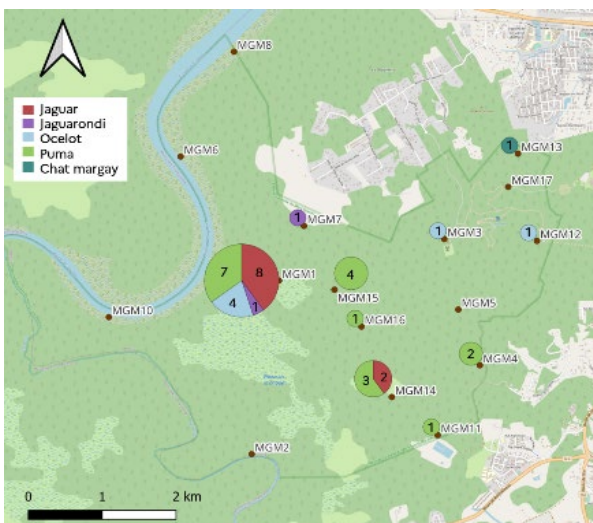 MGM8
Jaguar
Jaguarondi
Ocelot
Puma
Chat margay
MGM6
1 MGM13
MGM17
1 MGM7
1 MGM3
1 MGM12
7 8
4 1
MGM1
4
MGM15
MGM10
1 MGM16
MGM5
2 MGM4
3 2
MGM14
1 MGM11
MGM2
0 1 2 km